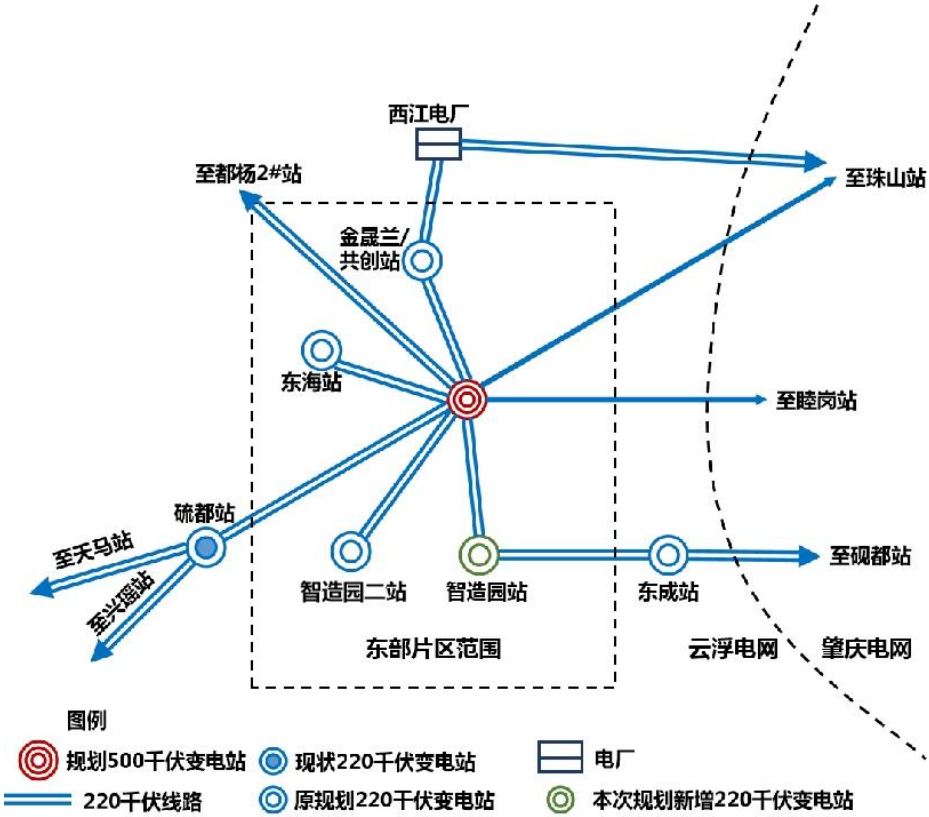 西江电厂
至都杨2#站
至珠山站
金晟兰/
共创站
东海站
至睦岗站
硫都站
至天马站
至兴瑶站
智造园二站
智造园站
东成站
至砚都站
东部片区范围
云浮电网
肇庆电网
图例
规划500千伏变电站
现状220千伏变电站
电厂
220千伏线路
原规划220千伏变电站
本次规划新增220千伏变电站